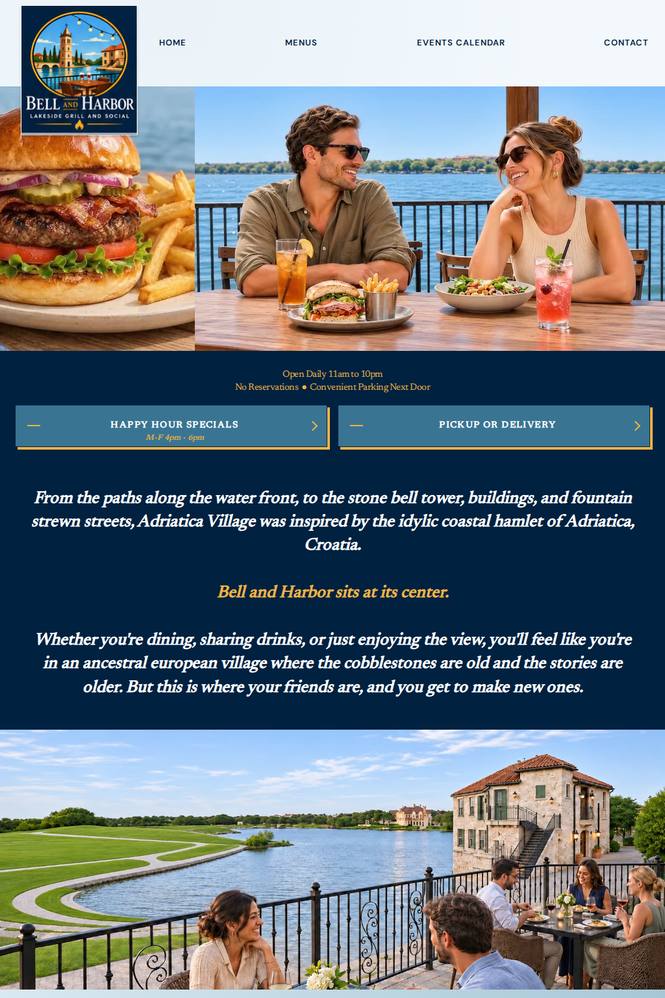 BELL AND HARBOR
LAKESIDE GRILL AND SOCIAL
HOME
MENUS
EVENTS CALENDAR
CONTACT
Open Daily 11am to 10pm
No Reservations ● Convenient Parking Next Door
HAPPY HOUR SPECIALS
M-F 4pm - 6pm
PICKUP OR DELIVERY
From the paths along the water front, to the stone bell tower, buildings, and fountain
strewn streets, Adriatica Village was inspired by the idylic coastal hamlet of Adriatica,
Croatia.
Bell and Harbor sits at its center.
Whether you're dining, sharing drinks, or just enjoying the view, you'll feel like you're
in an ancestral european village where the cobblestones are old and the stories are
older. But this is where your friends are, and you get to make new ones.